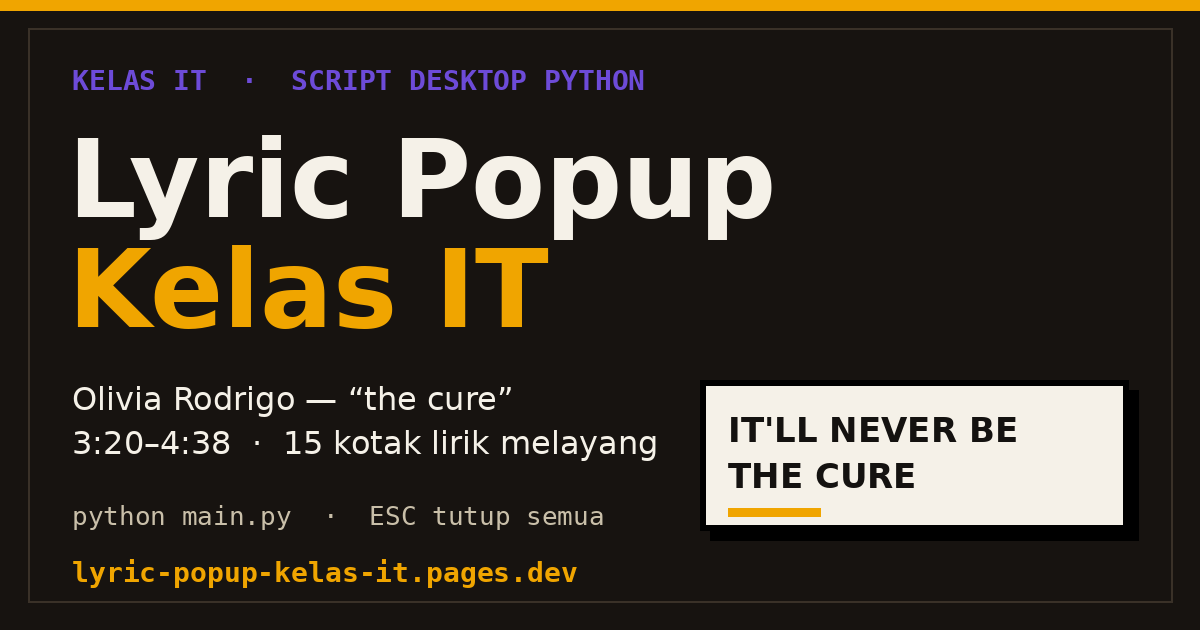 KELAS IT · SCRIPT DESKTOP PYTHON
Lyric Popup
Kelas IT
Olivia Rodrigo — “the cure”
3:20–4:38 · 15 kotak lirik melayang
IT'LL NEVER BE
THE CURE
python main.py · ESC tutup semua
lyric-popup-kelas-it.pages.dev